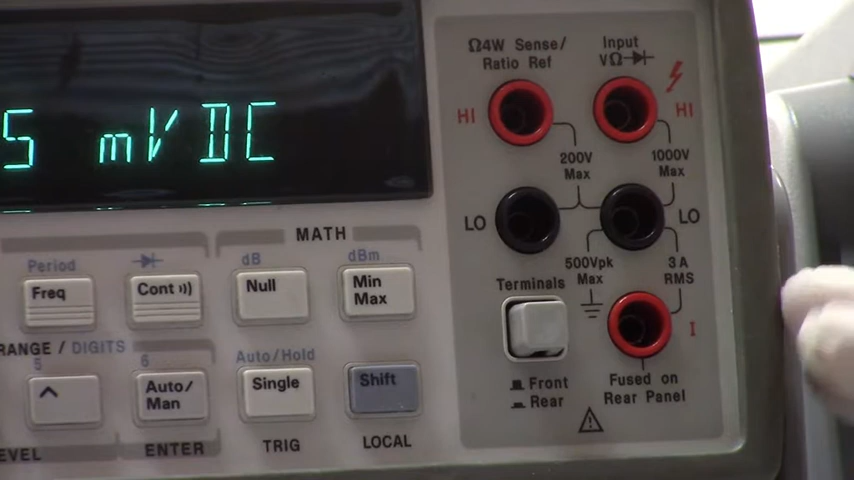 5 mVDC
Ω4W Sense/
Ratio Ref
Input
VΩ
HI
HI
200V
Max
1000V
Max
LO
LO
500Vpk
Max
3A
RMS
Terminals
I
Front
Rear
Fused on
Rear Panel
MATH
Period
dB
dBm
Freq
Cont
Null
Min
Max
RANGE / DIGITS
5
6
Auto/Hold
^
Auto/
Man
Single
Shift
EVEL
ENTER
TRIG
LOCAL